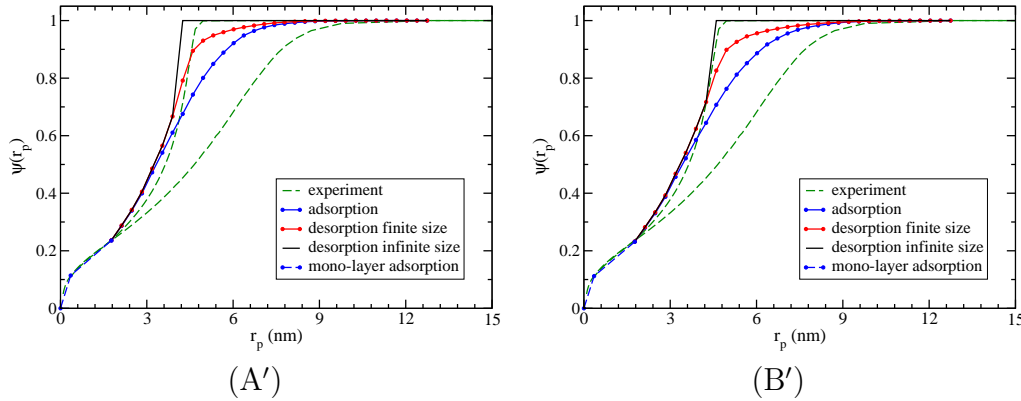 1
0.8
0.6
0.4
0.2
0
ψ(r_p)
0 3 6 9 12 15
r_p (nm)
experiment
adsorption
desorption finite size
desorption infinite size
mono-layer adsorption
(A′)
1
0.8
0.6
0.4
0.2
0
ψ(r_p)
0 3 6 9 12 15
r_p (nm)
experiment
adsorption
desorption finite size
desorption infinite size
mono-layer adsorption
(B′)